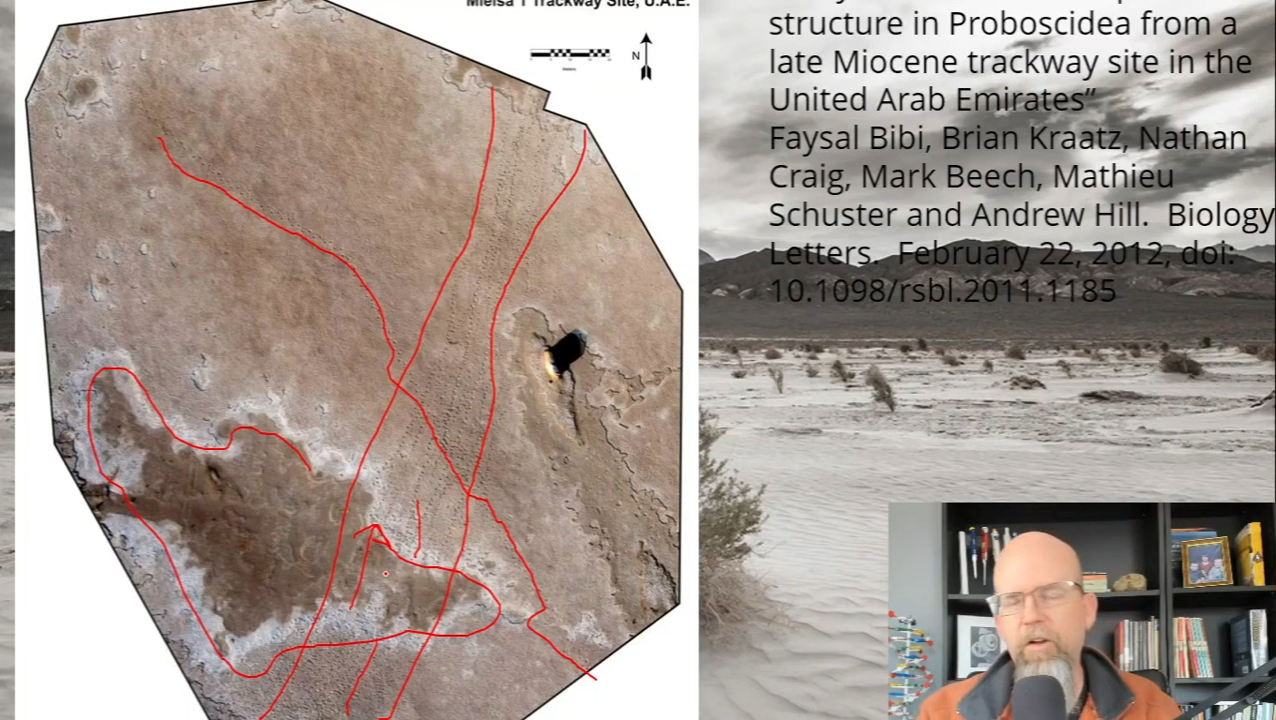 Mleisa 1 Trackway Site, U.A.E.
N
structure in Proboscidea from a
late Miocene trackway site in the
United Arab Emirates“
Faysal Bibi, Brian Kraatz, Nathan
Craig, Mark Beech, Mathieu
Schuster and Andrew Hill. Biology
Letters. February 22, 2012, doi:
10.1098/rsbl.2011.1185